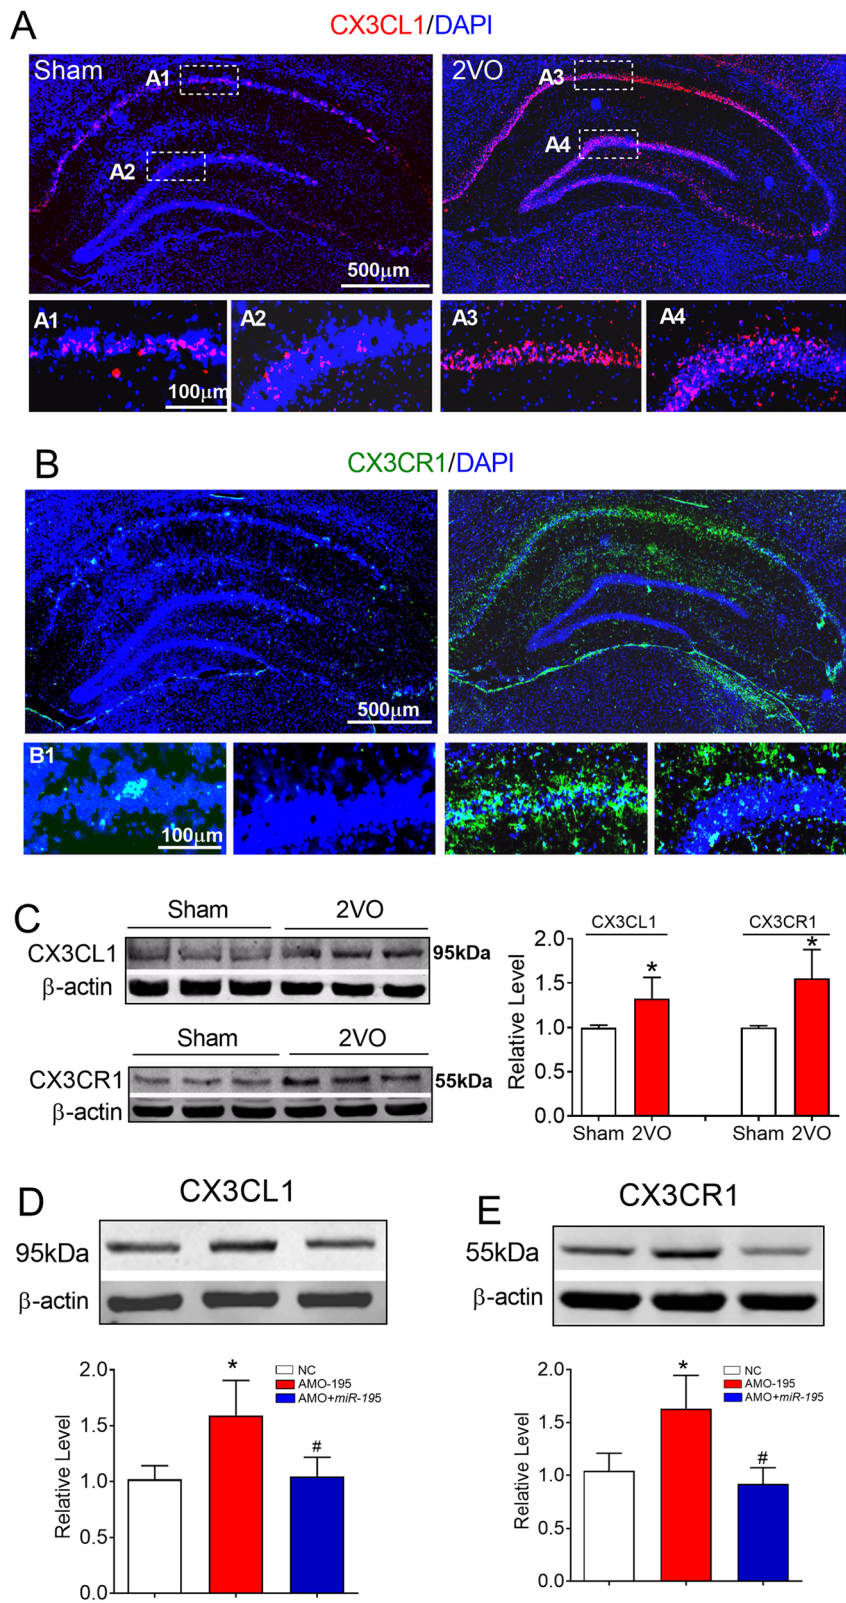 A
CX3CL1/DAPI
Sham
A1
A2
500μm
2VO
A3
A4
A1
100μm
A2
A3
A4
B
CX3CR1/DAPI
500μm
B1
100μm
C
Sham
2VO
CX3CL1
95kDa
β-actin
Sham
2VO
CX3CR1
55kDa
β-actin
CX3CL1
CX3CR1
Relative Level
2.0
1.5
1.0
0.5
0.0
*
*
Sham 2VO
Sham 2VO
D
CX3CL1
95kDa
β-actin
Relative Level
2.0
1.5
1.0
0.5
0.0
*
#
NC
AMO-195
AMO+miR-195
E
CX3CR1
55kDa
β-actin
Relative Level
2.0
1.5
1.0
0.5
0.0
*
#
NC
AMO-195
AMO+miR-195